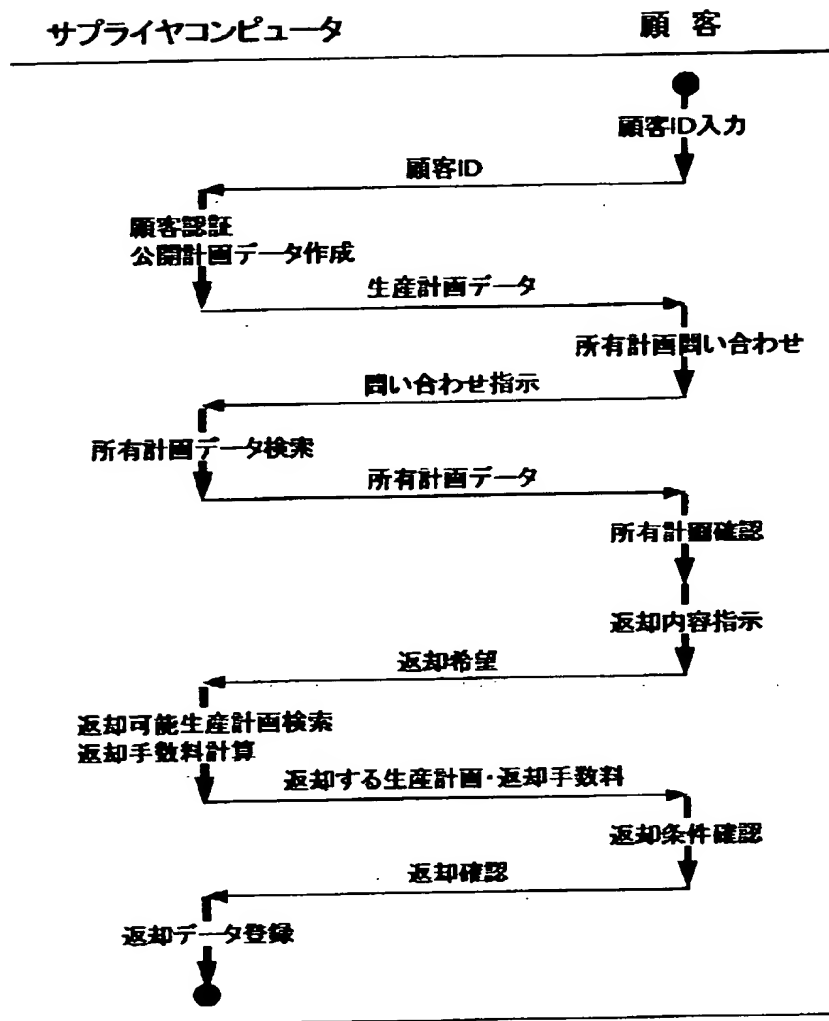 サプライヤコンピュータ
顧客
顧客ID入力
顧客ID
顧客認証
公開計画データ作成
生産計画データ
所有計画問い合わせ
問い合わせ指示
所有計画データ検索
所有計画データ
所有計画確認
返却内容指示
返却希望
返却可能生産計画検索
返却手数料計算
返却する生産計画・返却手数料
返却条件確認
返却確認
返却データ登録